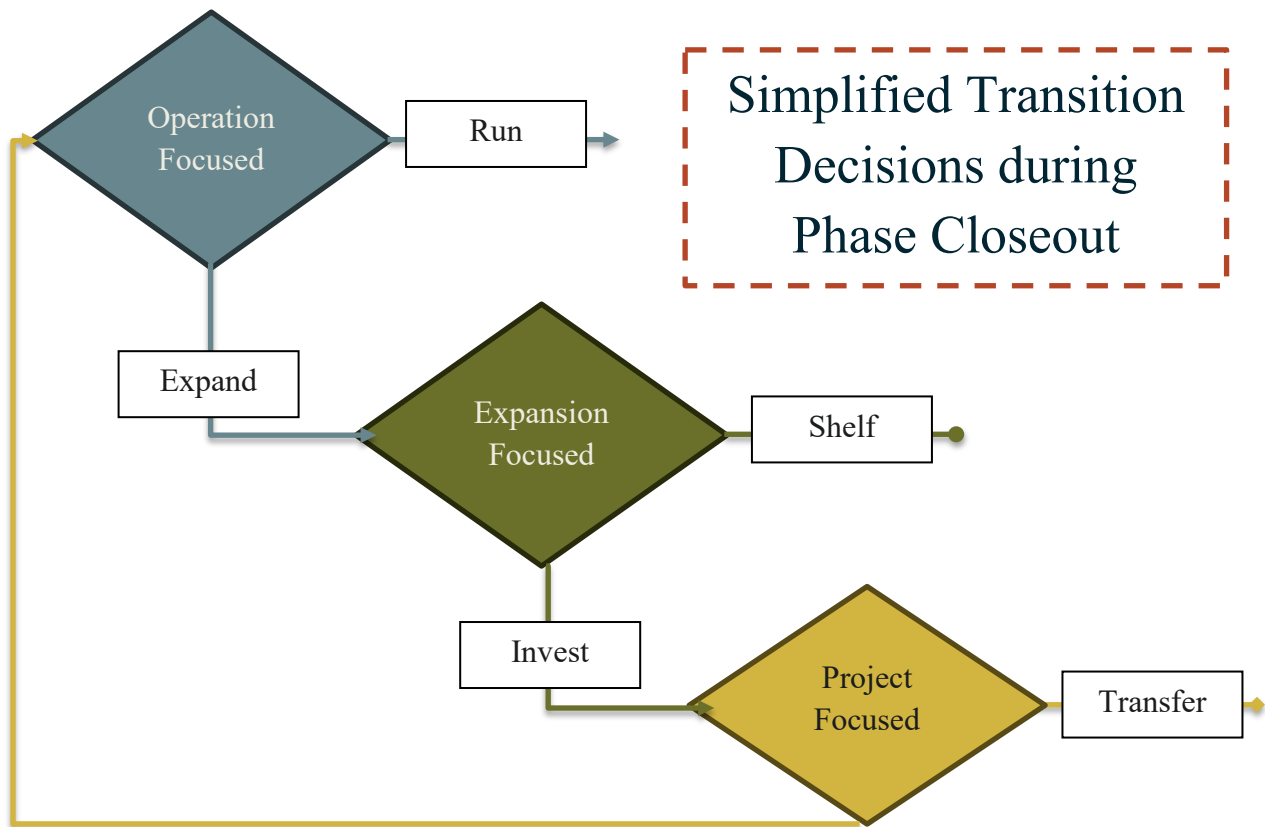 Operation
Focused
Run
Simplified Transition
Decisions during
Phase Closeout
Expand
Expansion
Focused
Shelf
Invest
Project
Focused
Transfer